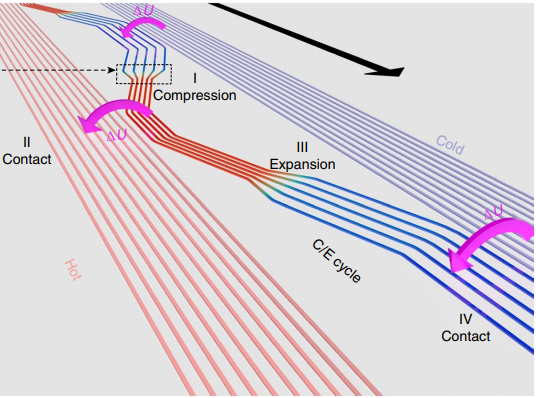 ΔU
I
Compression
ΔU
II
Contact
III
Expansion
Cold
ΔU
C/E cycle
Hot
IV
Contact